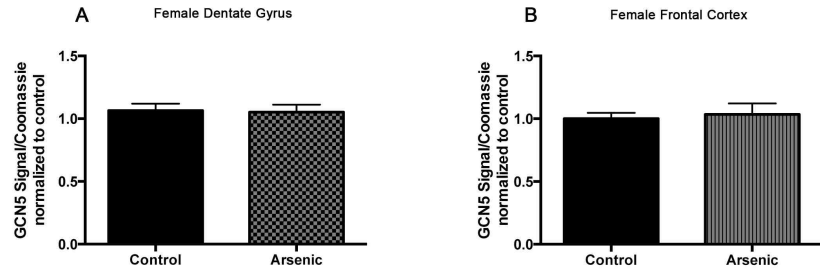 A
Female Dentate Gyrus
GCN5 Signal/Coomassie
normalized to control
1.5
1.0
0.5
0.0
Control
Arsenic
B
Female Frontal Cortex
GCN5 Signal/Coomassie
normalized to control
1.5
1.0
0.5
0.0
Control
Arsenic